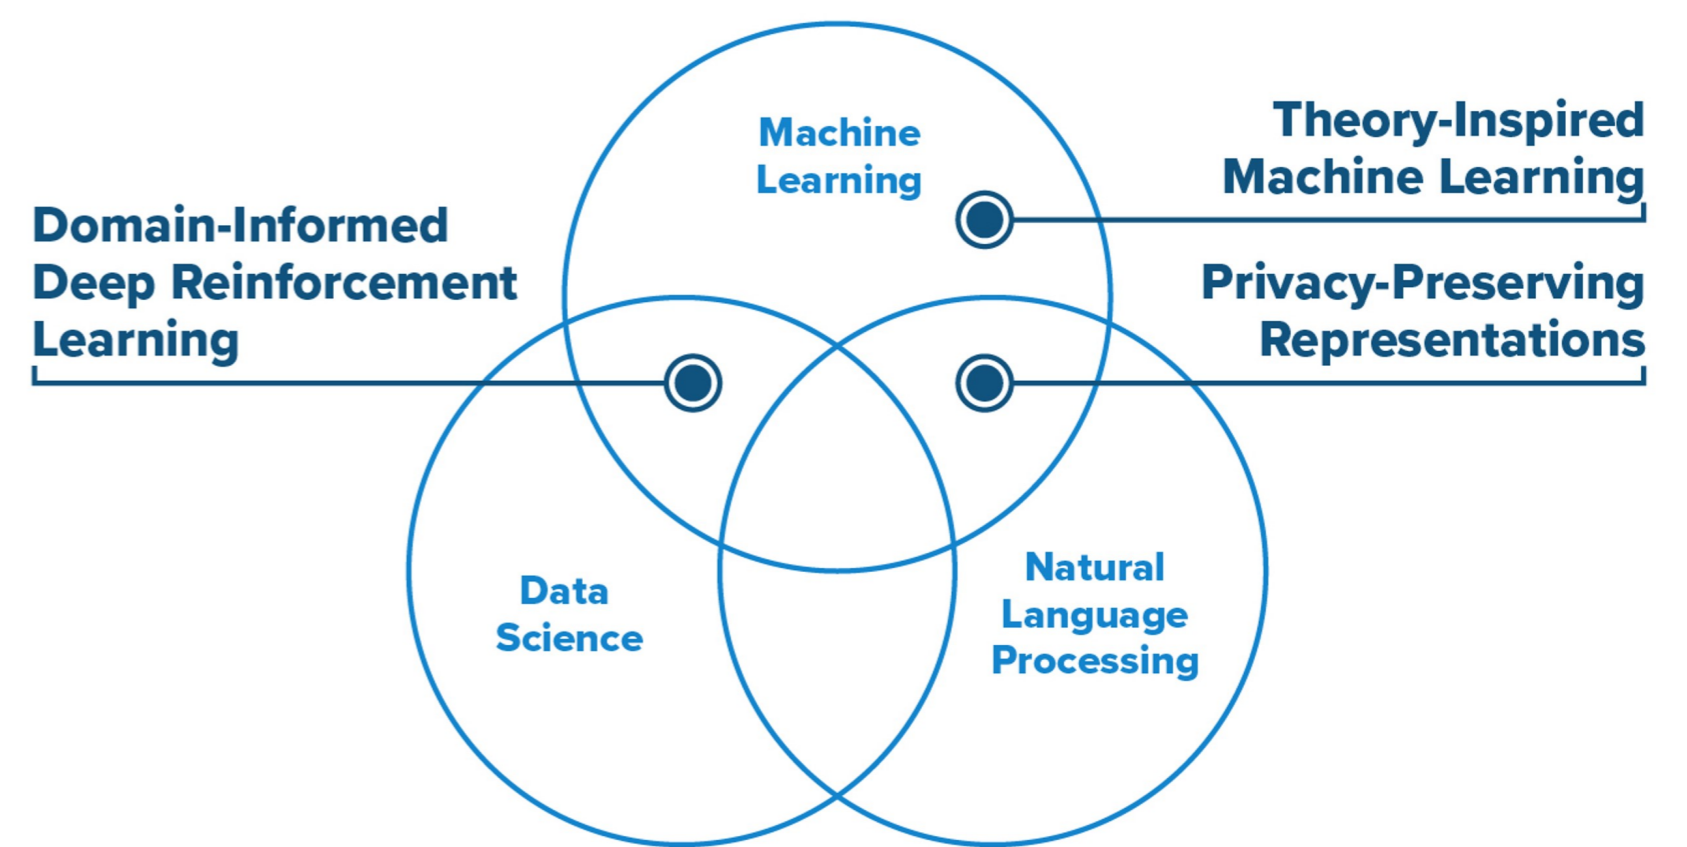 Machine
Learning
Theory-Inspired
Machine Learning
Domain-Informed
Deep Reinforcement
Learning
Privacy-Preserving
Representations
Data
Science
Natural
Language
Processing